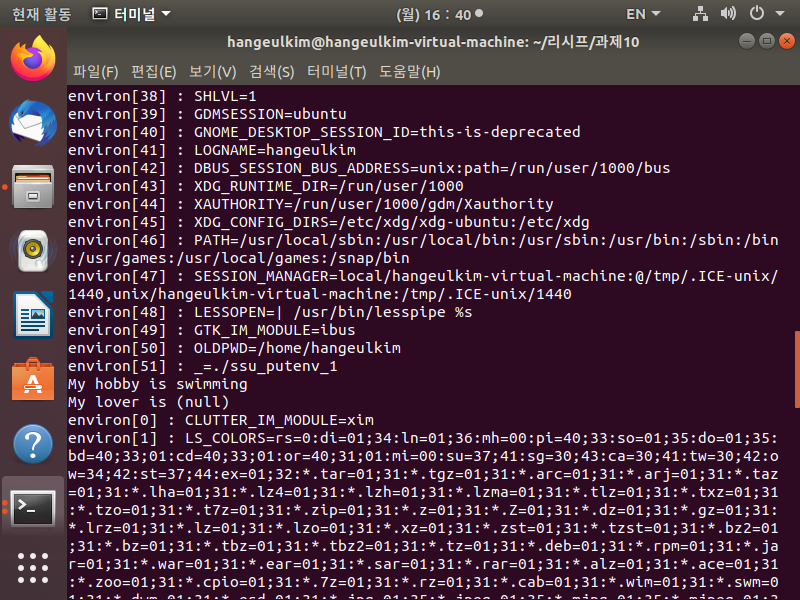 현재 활동 터미널 (월) 16 : 40 EN
hangeulkim@hangeulkim-virtual-machine: ~/리시프/과제10
파일(F) 편집(E) 보기(V) 검색(S) 터미널(T) 도움말(H)
environ[38] : SHLVL=1
environ[39] : GDMSESSION=ubuntu
environ[40] : GNOME_DESKTOP_SESSION_ID=this-is-deprecated
environ[41] : LOGNAME=hangeulkim
environ[42] : DBUS_SESSION_BUS_ADDRESS=unix:path=/run/user/1000/bus
environ[43] : XDG_RUNTIME_DIR=/run/user/1000
environ[44] : XAUTHORITY=/run/user/1000/gdm/Xauthority
environ[45] : XDG_CONFIG_DIRS=/etc/xdg/xdg-ubuntu:/etc/xdg
environ[46] : PATH=/usr/local/sbin:/usr/local/bin:/usr/sbin:/usr/bin:/sbin:/bin
:/usr/games:/usr/local/games:/snap/bin
environ[47] : SESSION_MANAGER=local/hangeulkim-virtual-machine:@/tmp/.ICE-unix/
1440,unix/hangeulkim-virtual-machine:/tmp/.ICE-unix/1440
environ[48] : LESSOPEN=| /usr/bin/lesspipe %s
environ[49] : GTK_IM_MODULE=ibus
environ[50] : OLDPWD=/home/hangeulkim
environ[51] : _=./ssu_putenv_1
My hobby is swimming
My lover is (null)
environ[0] : CLUTTER_IM_MODULE=xim
environ[1] : LS_COLORS=rs=0:di=01;34:ln=01;36:mh=00:pi=40;33:so=01;35:do=01;35:
bd=40;33;01:cd=40;33;01:or=40;31;01:mi=00:su=37;41:sg=30;43:ca=30;41:tw=30;42:o
w=34;42:st=37;44:ex=01;32:*.tar=01;31:*.tgz=01;31:*.arc=01;31:*.arj=01;31:*.taz
=01;31:*.lha=01;31:*.lz4=01;31:*.lzh=01;31:*.lzma=01;31:*.tlz=01;31:*.txz=01;31
:*.tzo=01;31:*.t7z=01;31:*.zip=01;31:*.z=01;31:*.Z=01;31:*.dz=01;31:*.gz=01;31:
*.lrz=01;31:*.lz=01;31:*.lzo=01;31:*.xz=01;31:*.zst=01;31:*.tzst=01;31:*.bz2=01
;31:*.bz=01;31:*.tbz=01;31:*.tbz2=01;31:*.tz=01;31:*.deb=01;31:*.rpm=01;31:*.ja
r=01;31:*.war=01;31:*.ear=01;31:*.sar=01;31:*.rar=01;31:*.alz=01;31:*.ace=01;31
:*.zoo=01;31:*.cpio=01;31:*.7z=01;31:*.rz=01;31:*.cab=01;31:*.wim=01;31:*.swm=0